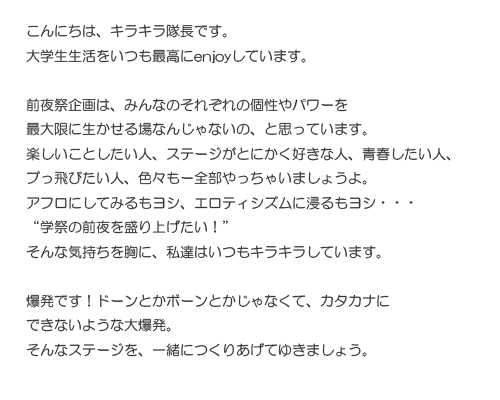 こんにちは、キラキラ隊長です。
大学生生活をいつも最高にenjoyしています。
前夜祭企画は、みんなのそれぞれの個性やパワーを
最大限に生かせる場なんじゃないの、と思っています。
楽しいことしたい人、ステージがとにかく好きな人、青春したい人、
ブっ飛びたい人、色々もー全部やっちゃいましょうよ。
アフロにしてみるもヨシ、エロティシズムに浸るもヨシ・・・
“学祭の前夜を盛り上げたい！”
そんな気持ちを胸に、私達はいつもキラキラしています。
爆発です！ドーンとかボーンとかじゃなくて、カタカナに
できないような大爆発。
そんなステージを、一緒につくりあげてゆきましょう。